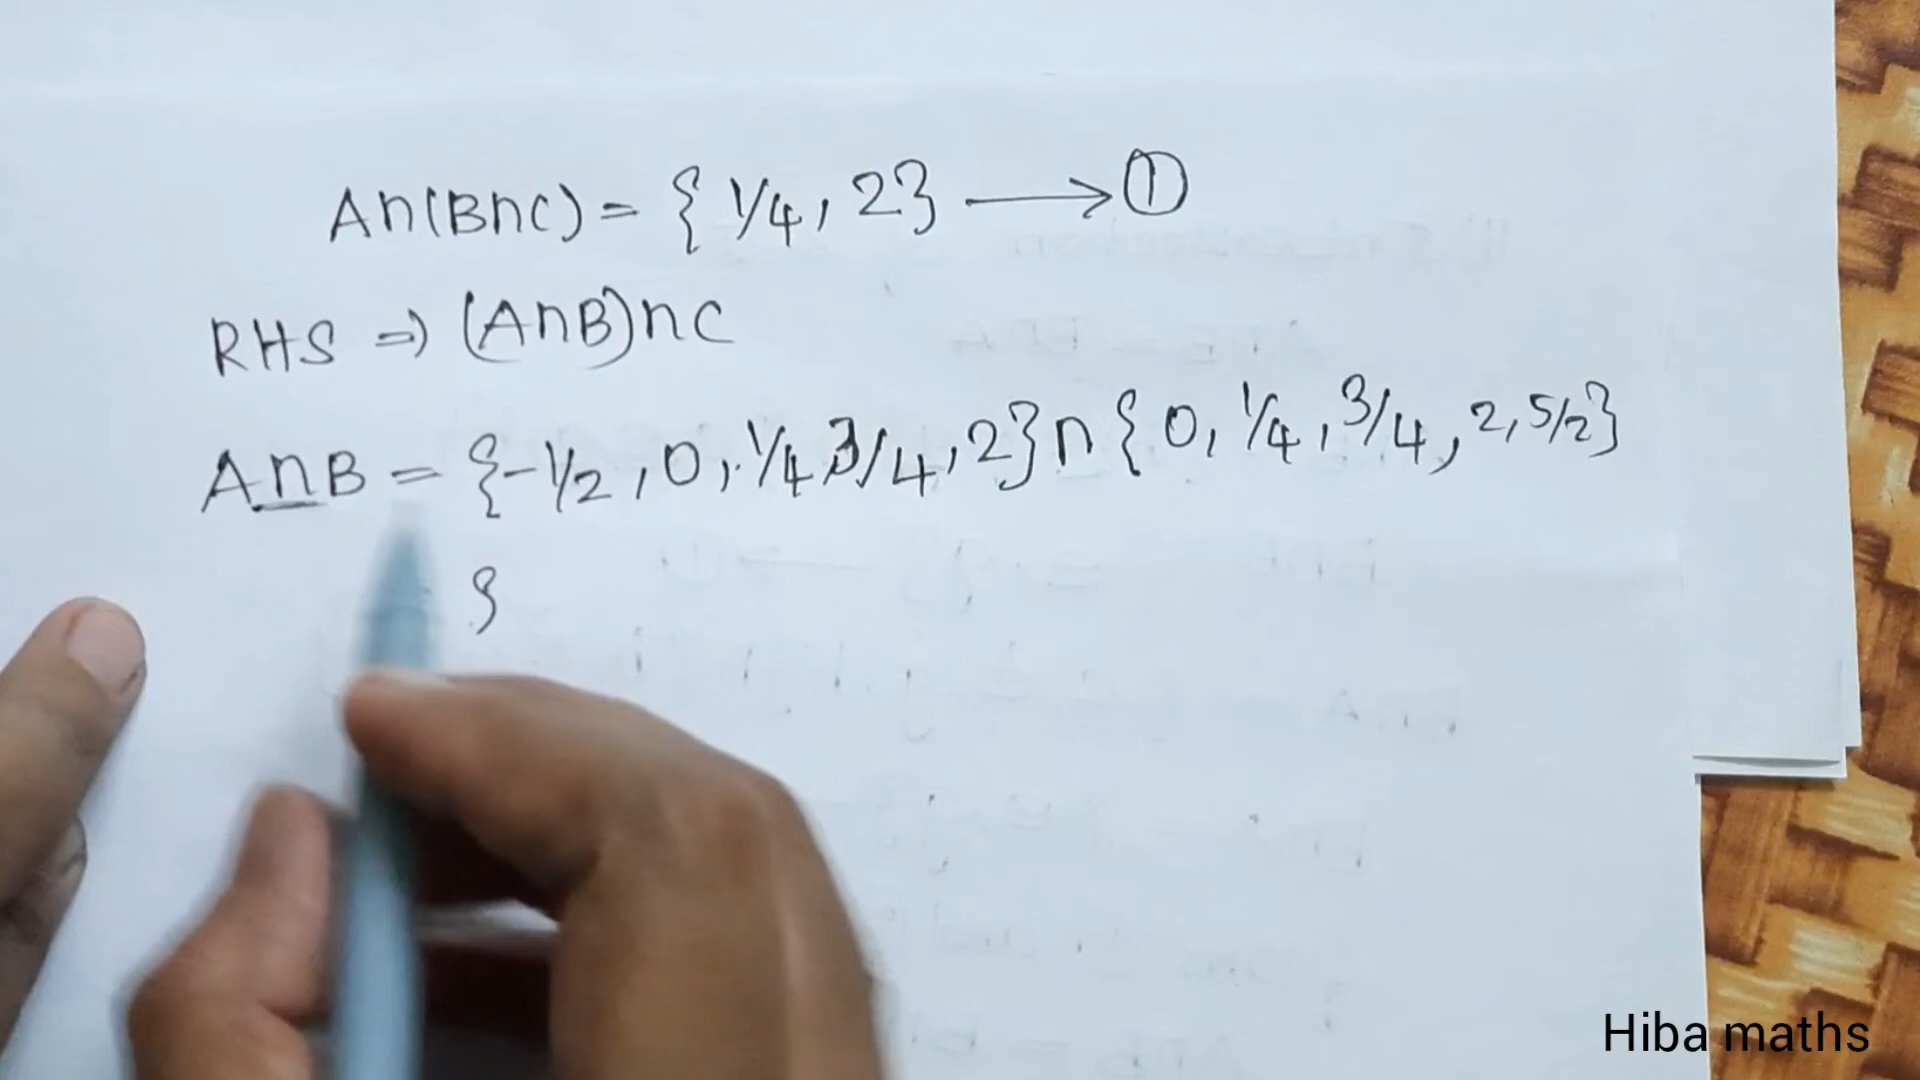 A∩(B∩C) = { 1/4, 2} ⟶ ①
RHS ⇒ (A∩B)∩C
A∩B = {-1/2, 0, 1/4, 3/4, 2} ∩ {0, 1/4, 3/4, 2, 5/2}
{
Hiba maths